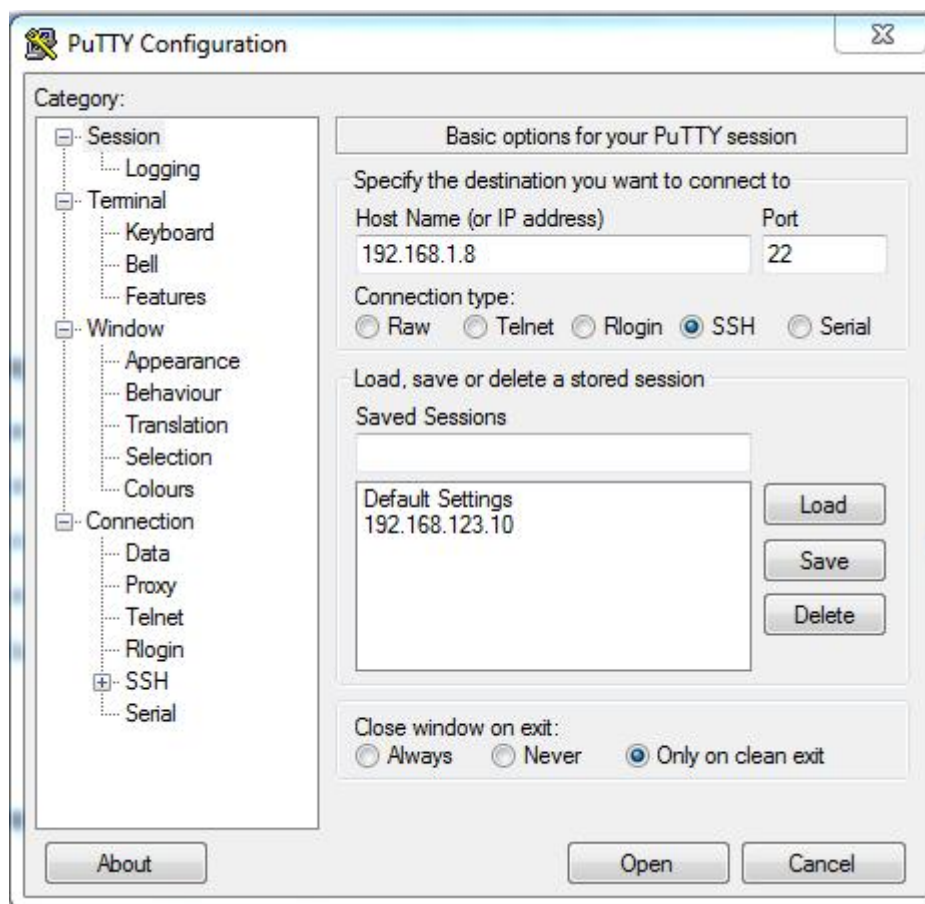 PuTTY Configuration
Category:
Session
Logging
Terminal
Keyboard
Bell
Features
Window
Appearance
Behaviour
Translation
Selection
Colours
Connection
Data
Proxy
Telnet
Rlogin
SSH
Serial
Basic options for your PuTTY session
Specify the destination you want to connect to
Host Name (or IP address) Port
192.168.1.8 22
Connection type:
Raw Telnet Rlogin SSH Serial
Load, save or delete a stored session
Saved Sessions
Default Settings
192.168.123.10
Load
Save
Delete
Close window on exit:
Always Never Only on clean exit
About Open Cancel